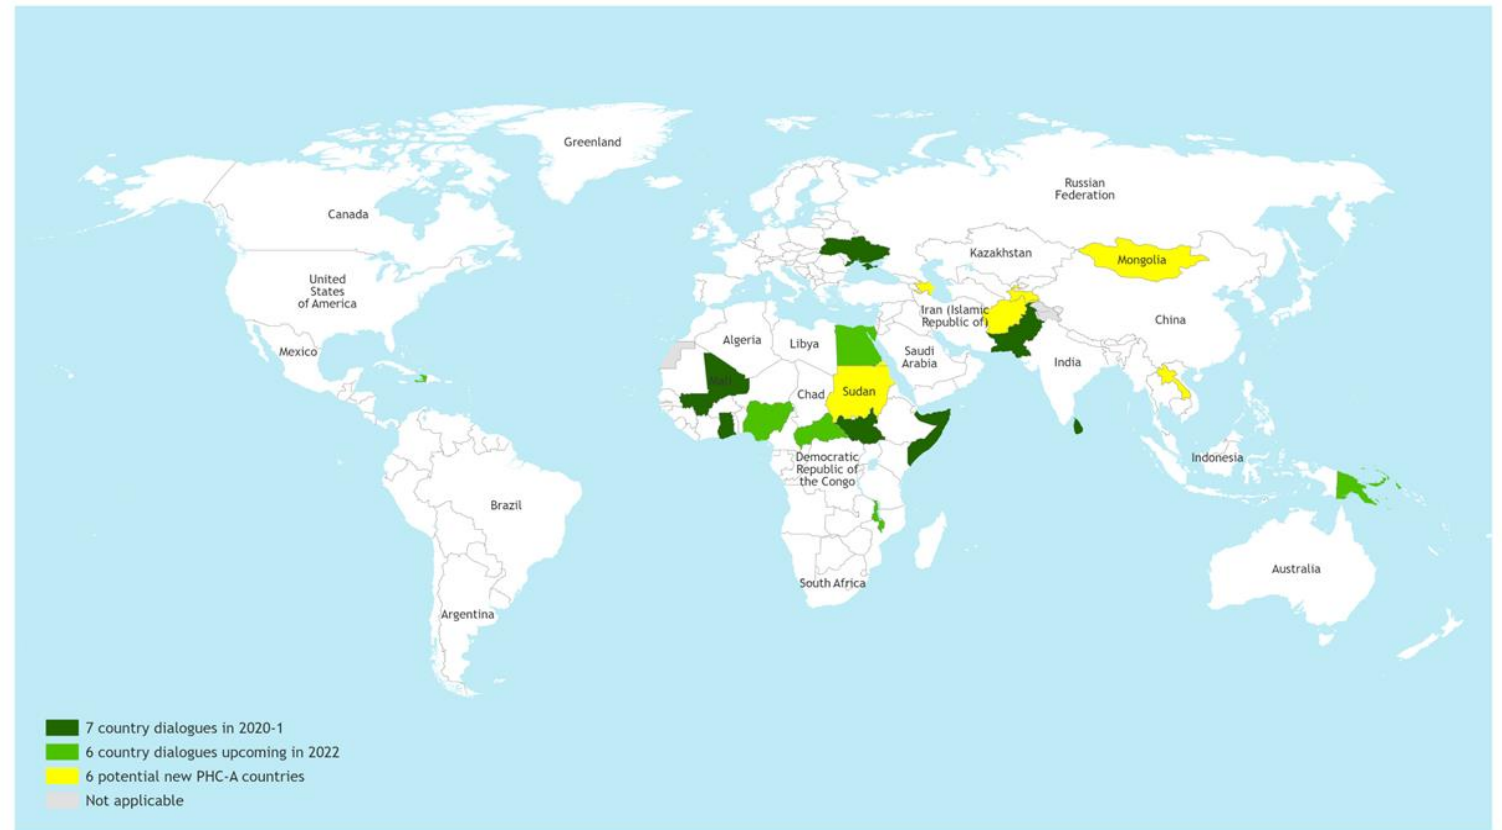 Greenland
Russian
Federation
Canada
Kazakhstan
Mongolia
United
States
of America
Iran (Islamic
Republic of)
China
Mexico
Algeria
Libya
Saudi
Arabia
India
Mali
Chad
Sudan
Democratic
Republic of
the Congo
Indonesia
Brazil
Australia
South Africa
Argentina
7 country dialogues in 2020-1
6 country dialogues upcoming in 2022
6 potential new PHC-A countries
Not applicable